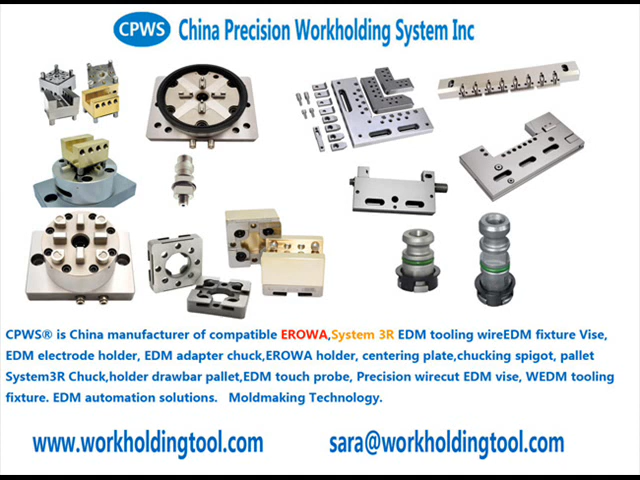 CPWS China Precision Workholding System Inc
CPWS® is China manufacturer of compatible EROWA,System 3R EDM tooling wireEDM fixture Vise,
EDM electrode holder, EDM adapter chuck,EROWA holder, centering plate,chucking spigot, pallet
System3R Chuck,holder drawbar pallet,EDM touch probe, Precision wirecut EDM vise, WEDM tooling
fixture. EDM automation solutions. Moldmaking Technology.
www.workholdingtool.com sara@workholdingtool.com